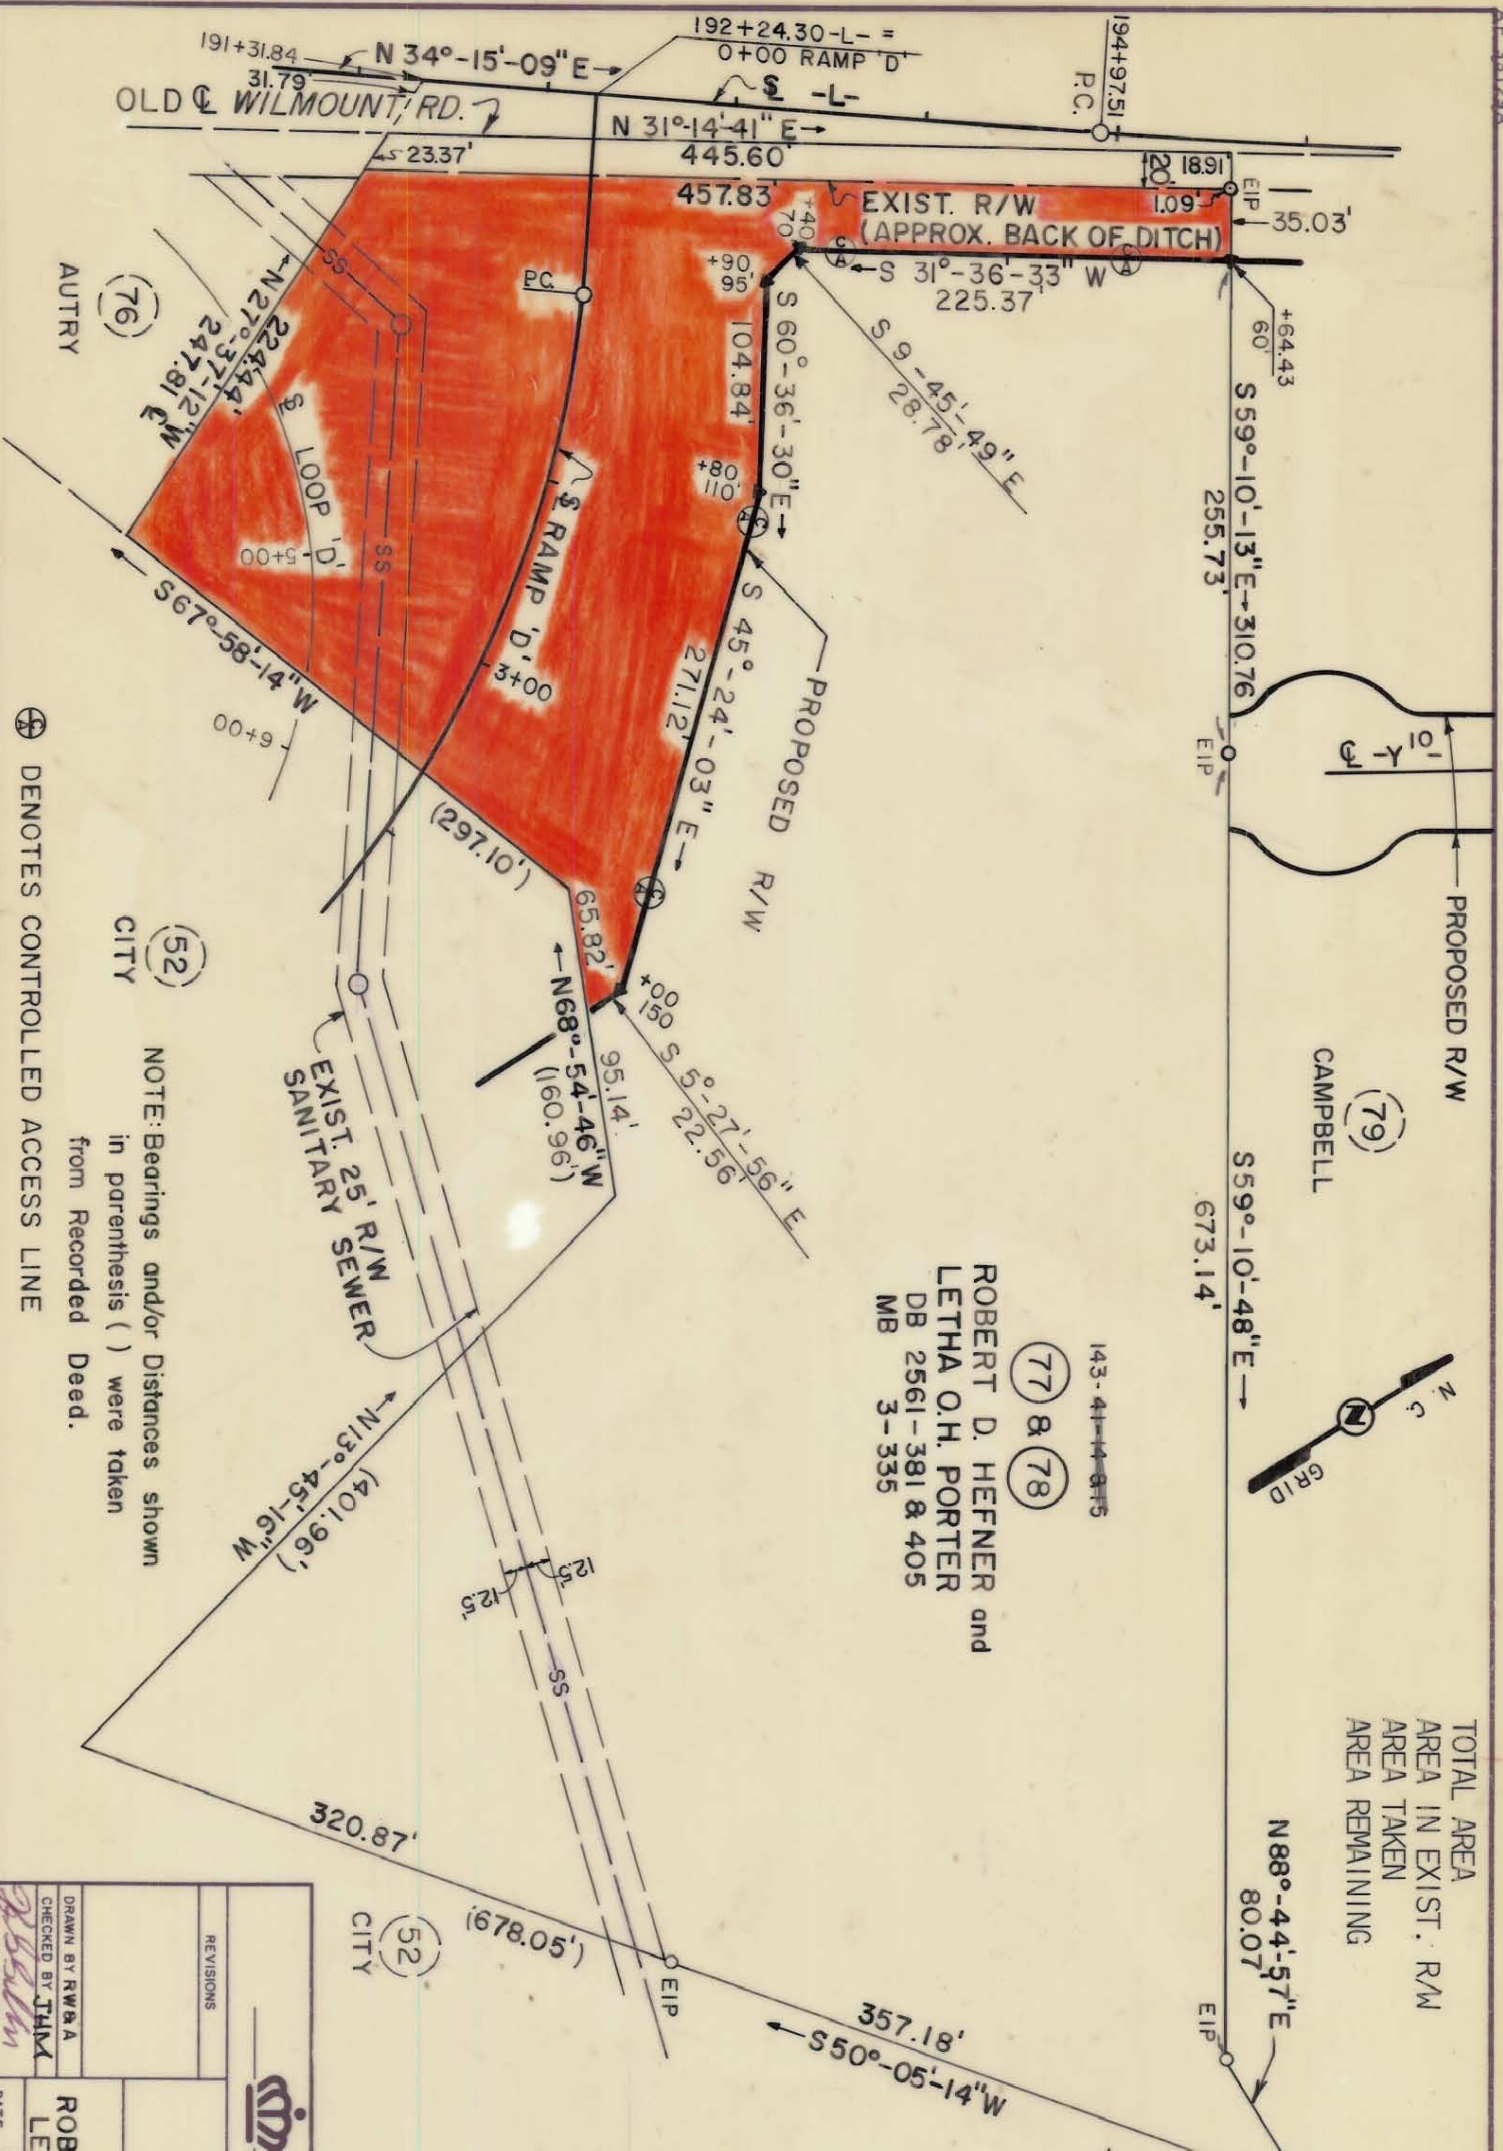 192+24.30-L- =
0+00 RAMP 'D'
194+97.51
P.C.
191+31.84
31.79'
N 34°-15'-09" E
OLD ℄ WILMOUNT RD.
-L-
N 31°-14'-41" E
445.60'
457.83'
23.37'
20'
18.91'
1.09'
EIP
35.03'
EXIST. R/W
(APPROX. BACK OF DITCH)
+40
70'
+90
95'
C/A
C/A
S 31°-36'-33" W
225.37'
+64.43
60'
S 9°-45'-49" E
28.78'
S 60°-36'-30" E
104.84'
+80
110'
C/A
S 45°-24'-03" E
271.12'
C/A
PROPOSED R/W
+00
150
S 5°-27'-56" E
22.56'
S 59°-10'-13" E
310.76
255.73'
EIP
10'
℄ -Y-
PROPOSED R/W
(79)
CAMPBELL
S 59°-10'-48" E
673.14'
N. C.
N
GRID
P.C.
SS
SS
℄ RAMP 'D'
3+00
℄ LOOP 'D'
5+00
6+00
(76)
AUTRY
N 27°-37'-12" W
224.44'
247.81 ℄
S 67°-58'-14" W
(297.10')
65.82'
N 68°-54'-46" W
(160.96')
95.14'
EXIST. 25' R/W
SANITARY SEWER
(52)
CITY
NOTE: Bearings and/or Distances shown
in parenthesis ( ) were taken
from Recorded Deed.
C/A DENOTES CONTROLLED ACCESS LINE
143-41-14 & 15
77 & 78
ROBERT D. HEFNER and
LETHA O.H. PORTER
DB 2561-381 & 405
MB 3-335
N 13°-45'-16" W
(401.96')
12.5'
12.5'
SS
320.87'
(678.05')
EIP
357.18'
S 50°-05'-14" W
(52)
CITY
TOTAL AREA
AREA IN EXIST. R/W
AREA TAKEN
AREA REMAINING
N 88°-44'-57" E
80.07'
EIP
REVISIONS
DRAWN BY RW&A
CHECKED BY JHM
ROB
LE